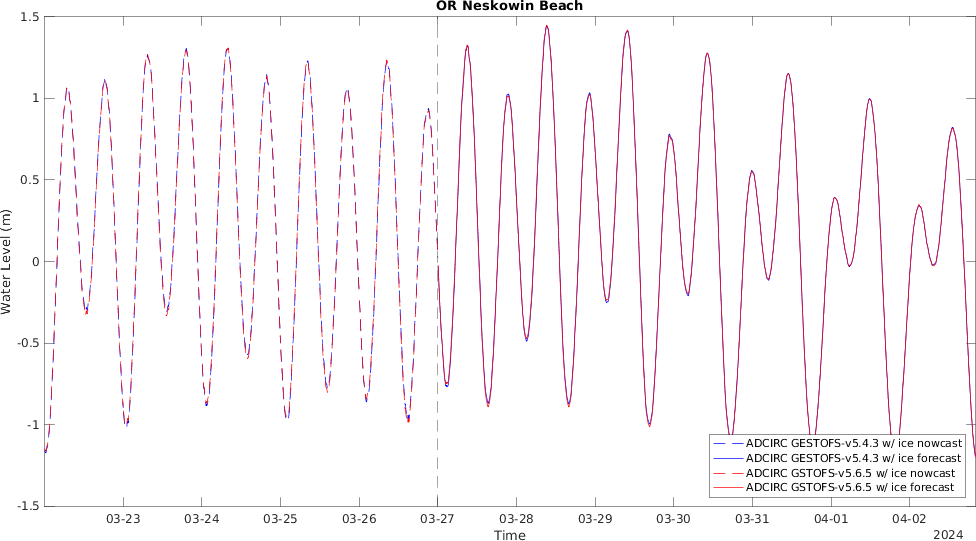 OR Neskowin Beach
1.5
1
0.5
0
-0.5
-1
-1.5
Water Level (m)
ADCIRC GESTOFS-v5.4.3 w/ ice nowcast
ADCIRC GESTOFS-v5.4.3 w/ ice forecast
ADCIRC GSTOFS-v5.6.5 w/ ice nowcast
ADCIRC GSTOFS-v5.6.5 w/ ice forecast
03-23 03-24 03-25 03-26 03-27 03-28 03-29 03-30 03-31 04-01 04-02
Time
2024